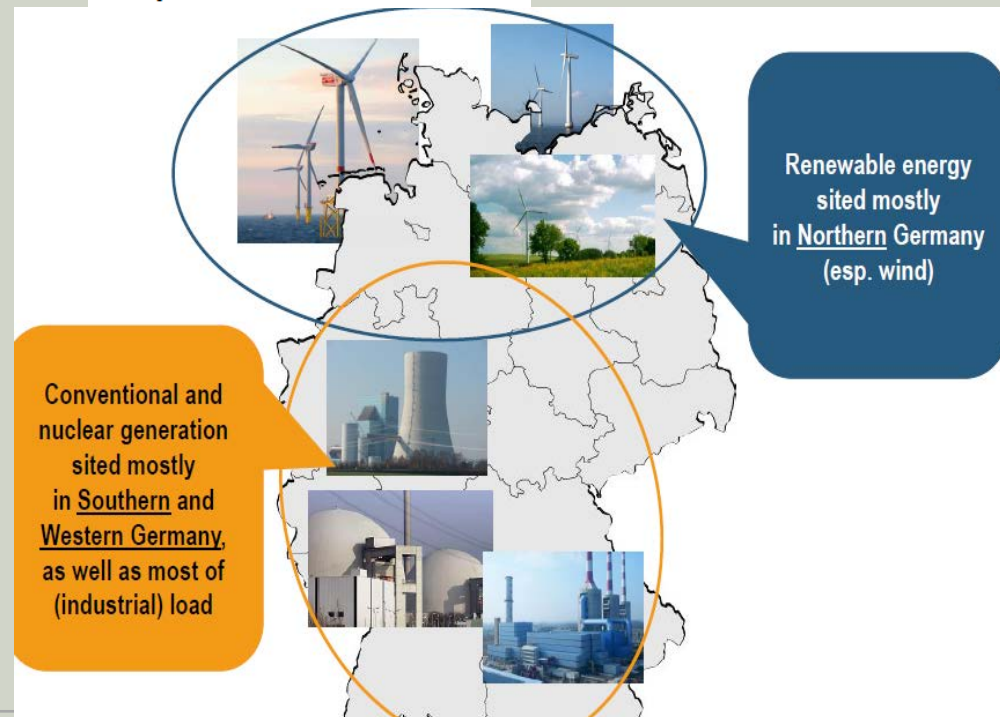 Renewable energy
sited mostly
in Northern Germany
(esp. wind)
Conventional and
nuclear generation
sited mostly
in Southern and
Western Germany,
as well as most of
(industrial) load